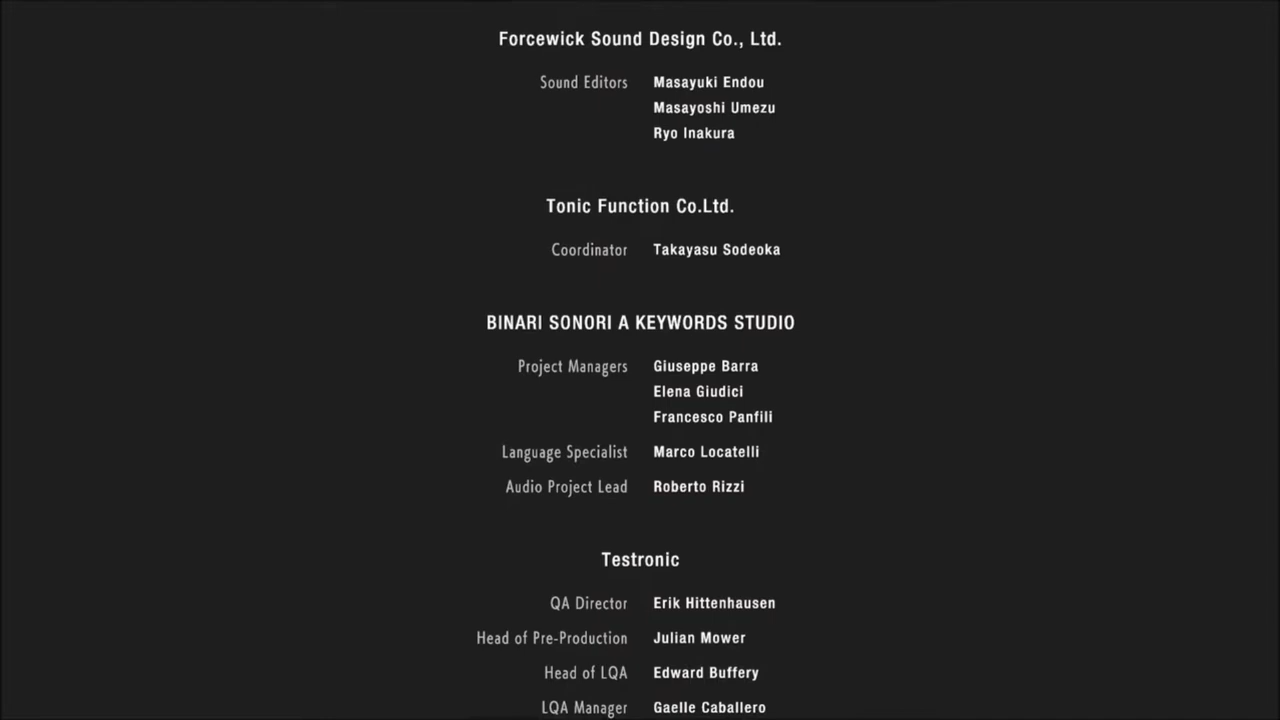 Forcewick Sound Design Co., Ltd.
Sound Editors Masayuki Endou
Masayoshi Umezu
Ryo Inakura
Tonic Function Co.Ltd.
Coordinator Takayasu Sodeoka
BINARI SONORI A KEYWORDS STUDIO
Project Managers Giuseppe Barra
Elena Giudici
Francesco Panfili
Language Specialist Marco Locatelli
Audio Project Lead Roberto Rizzi
Testronic
QA Director Erik Hittenhausen
Head of Pre-Production Julian Mower
Head of LQA Edward Buffery
LQA Manager Gaelle Caballero